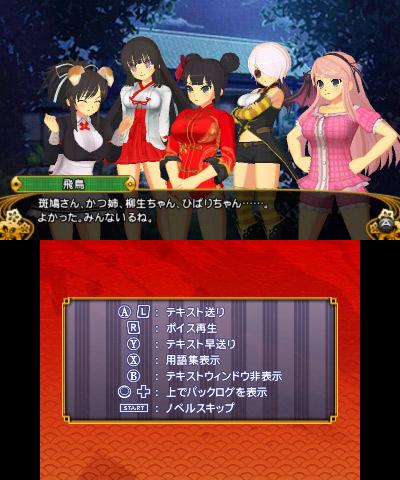 飛鳥
斑鳩さん、かつ姉、柳生ちゃん、ひばりちゃん……。
よかった。みんないるね。
A
A L : テキスト送り
R : ボイス再生
Y : テキスト早送り
X : 用語集表示
B : テキストウィンドウ非表示
: 上でバックログを表示
START : ノベルスキップ